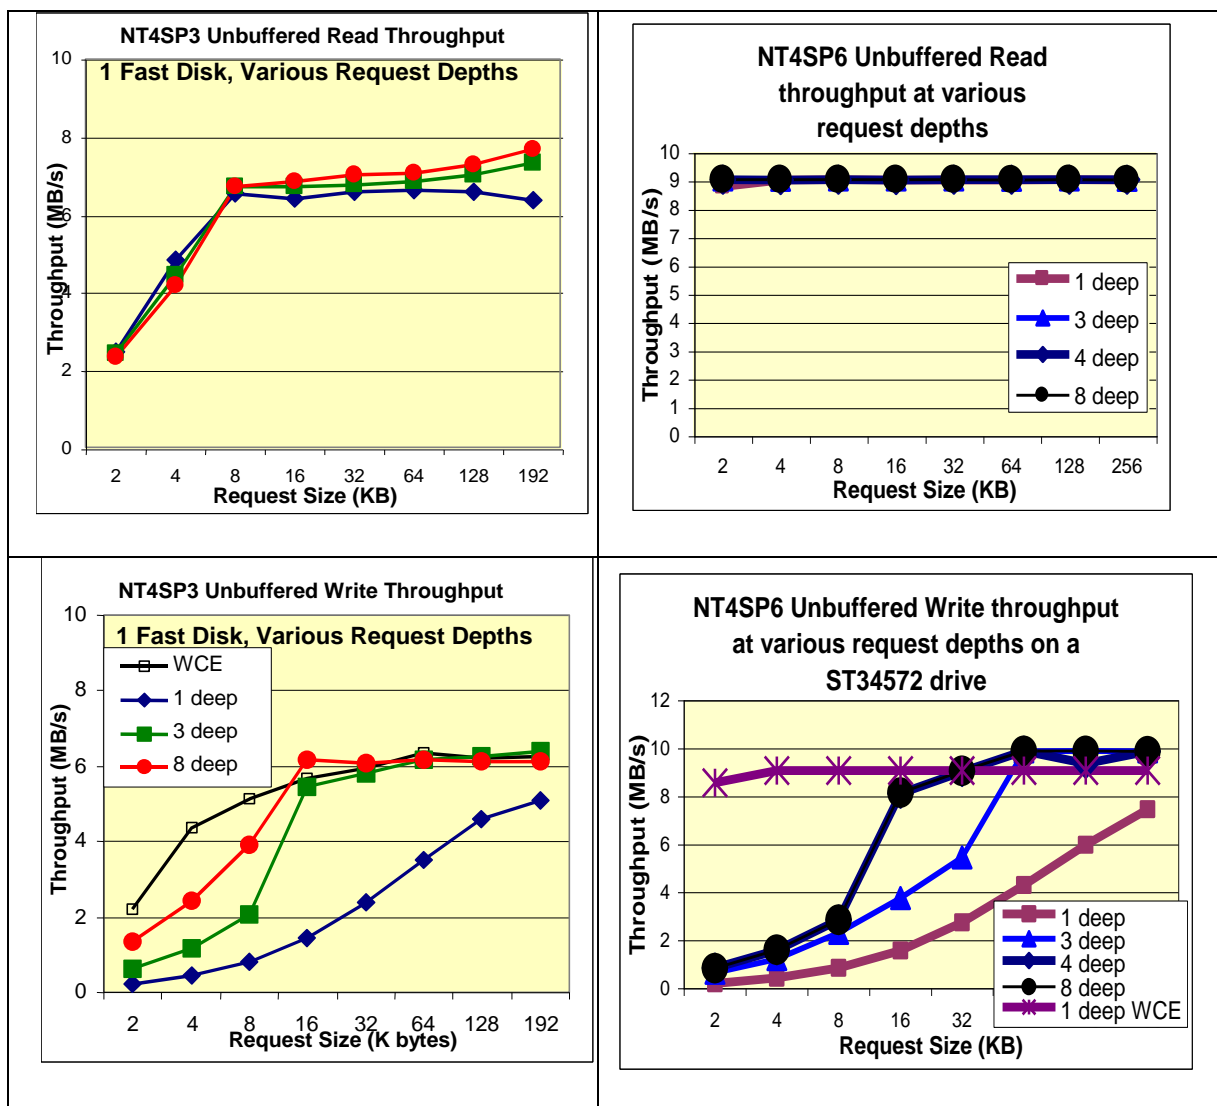 NT4SP3 Unbuffered Read Throughput
1 Fast Disk, Various Request Depths
Throughput (MB/s)
10
8
6
4
2
0
2 4 8 16 32 64 128 192
Request Size (KB)
NT4SP6 Unbuffered Read
throughput at various
request depths
Throughput (MB/s)
10
9
8
7
6
5
4
3
2
1
0
1 deep
3 deep
4 deep
8 deep
2 4 8 16 32 64 128 256
Request Size (KB)
NT4SP3 Unbuffered Write Throughput
1 Fast Disk, Various Request Depths
WCE
1 deep
3 deep
8 deep
Throughput (MB/s)
10
8
6
4
2
0
2 4 8 16 32 64 128 192
Request Size (K bytes)
NT4SP6 Unbuffered Write throughput
at various request depths on a
ST34572 drive
Throughput (MB/s)
12
10
8
6
4
2
0
1 deep
3 deep
4 deep
8 deep
1 deep WCE
2 4 8 16 32
Request Size (KB)